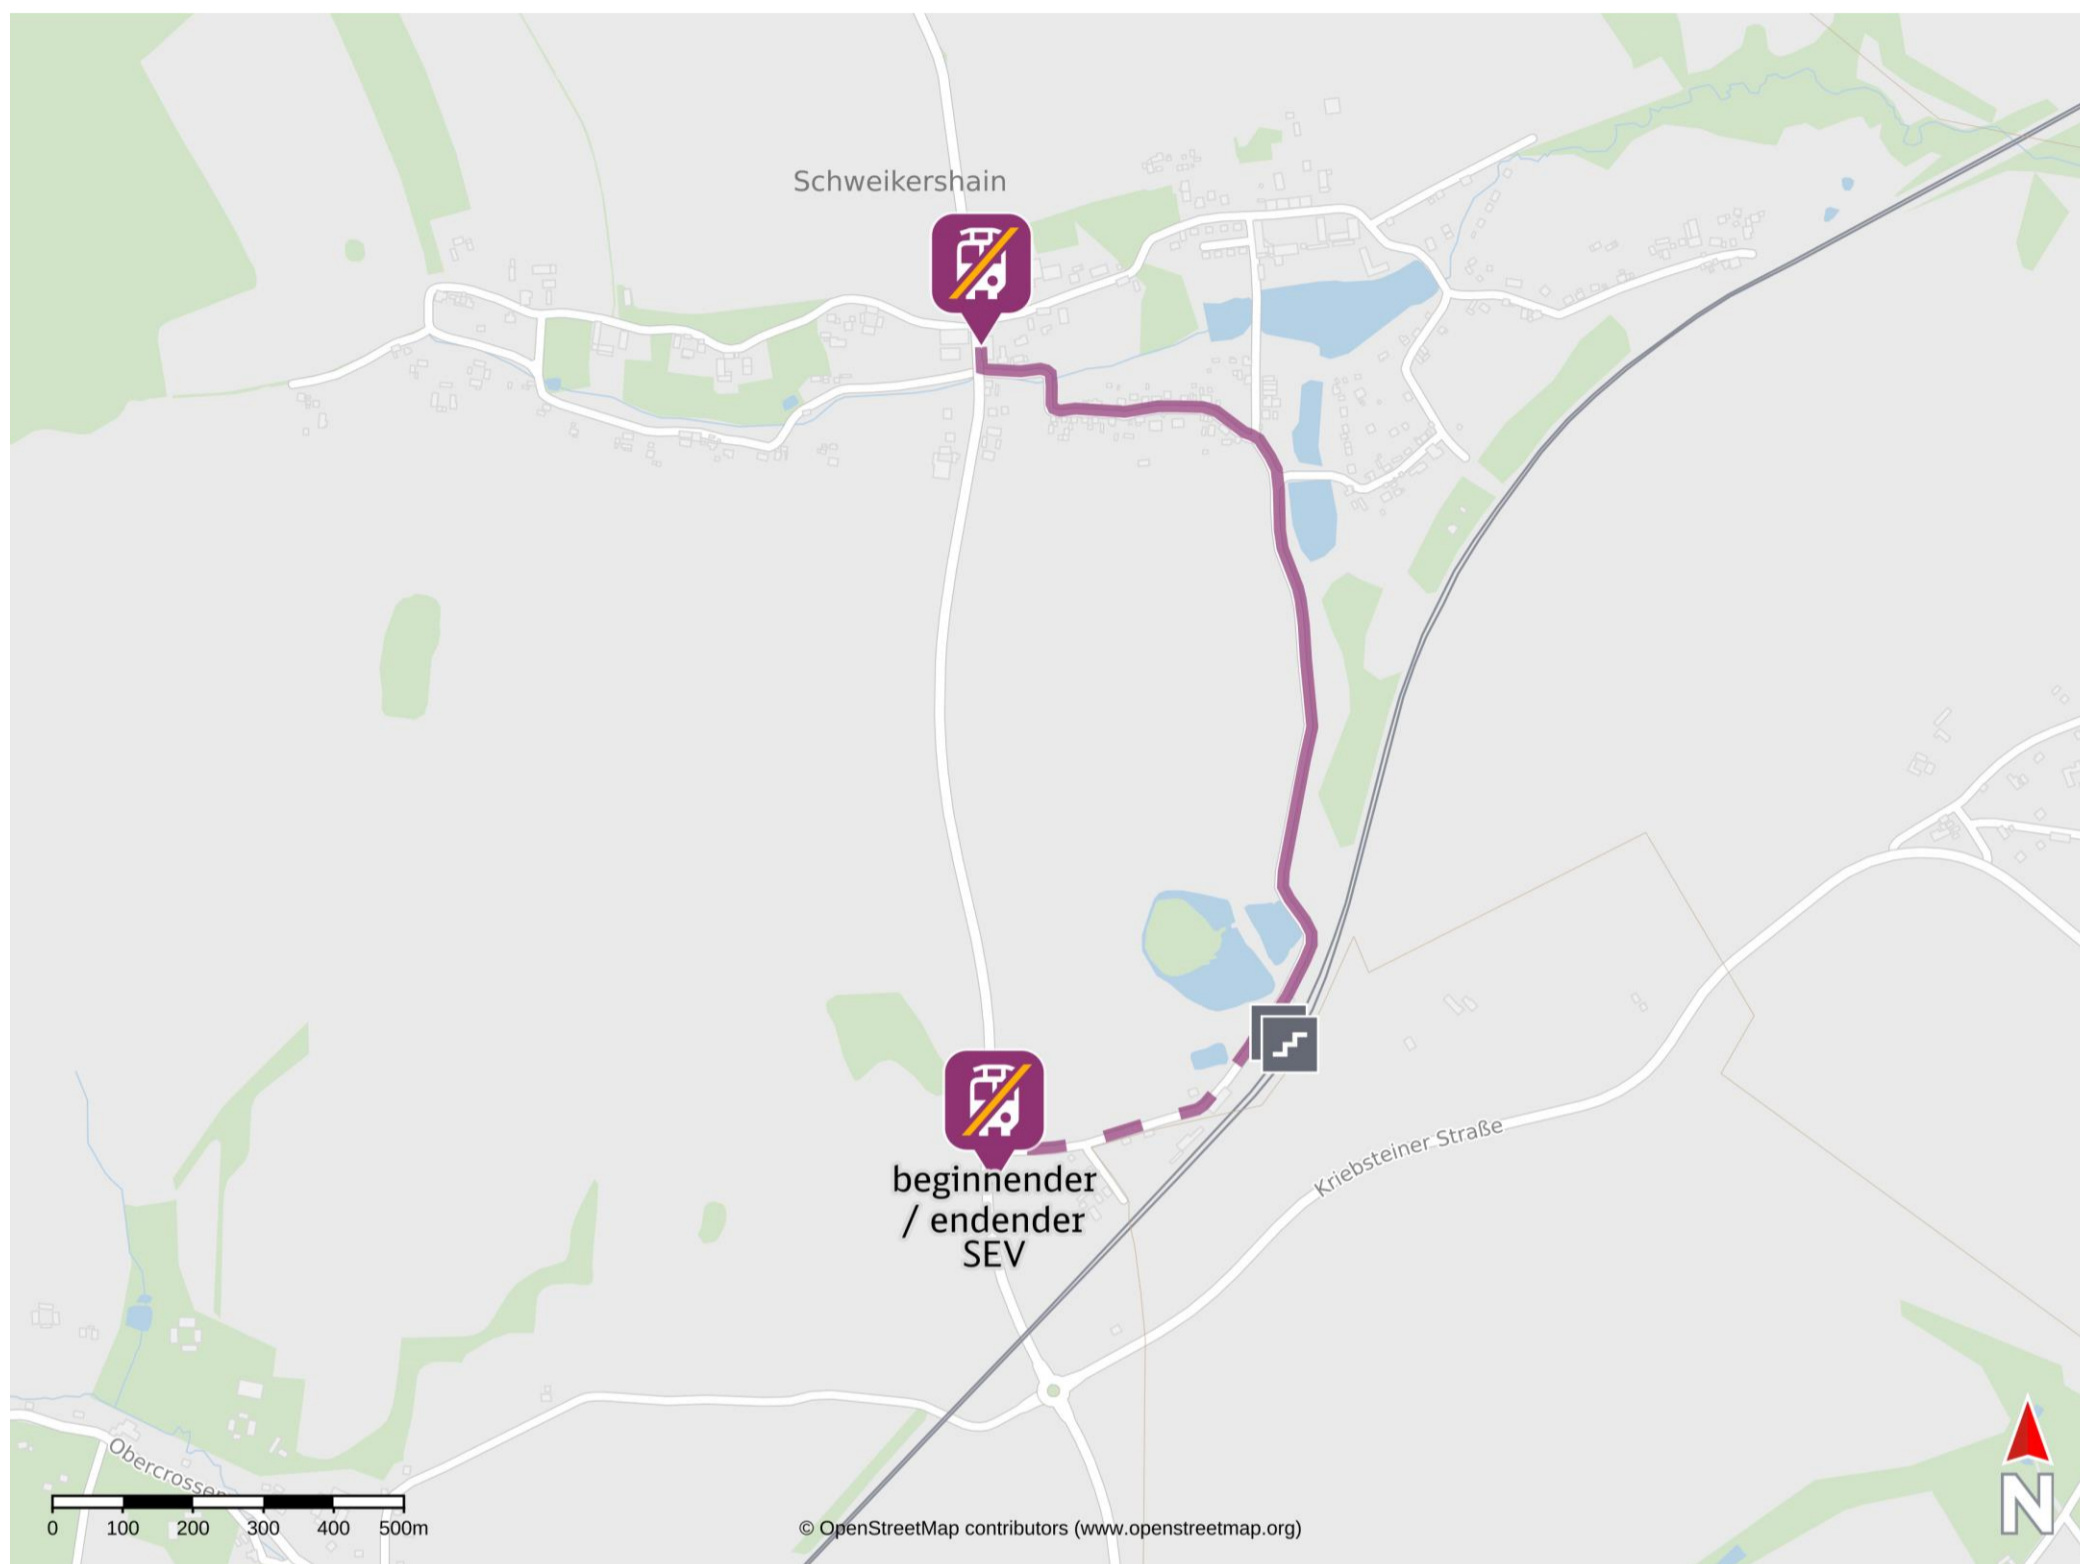 Schweikershain
beginnender
/ endender
SEV
Kriebsteiner Straße
Obercrossen
0 100 200 300 400 500m
© OpenStreetMap contributors (www.openstreetmap.org)
N